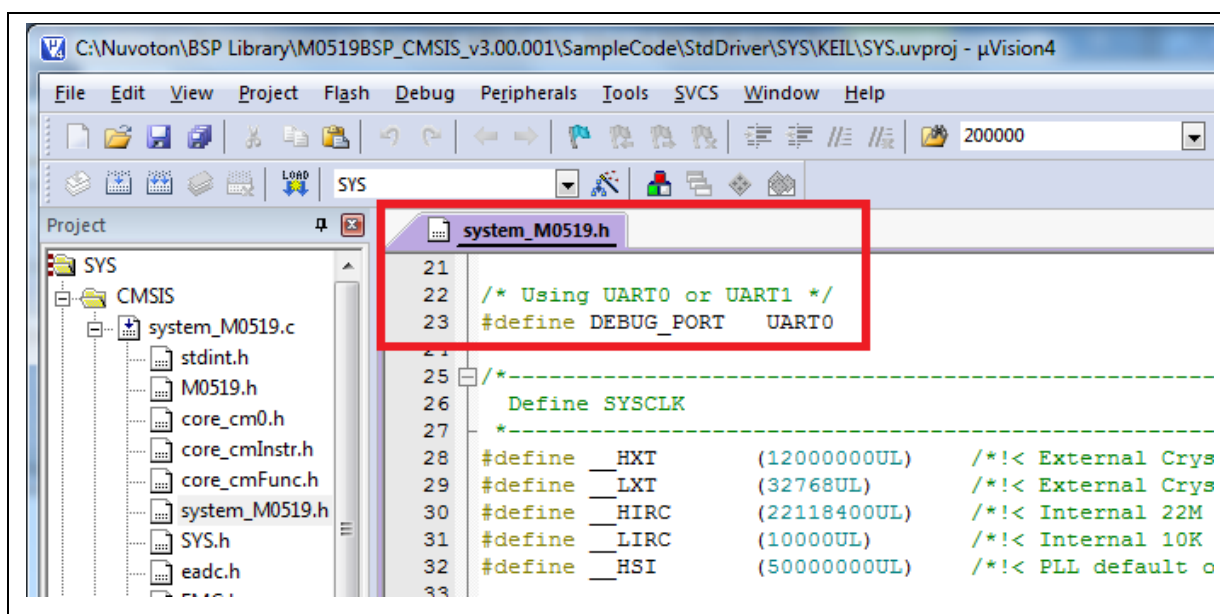 C:\Nuvoton\BSP Library\M0519BSP_CMSIS_v3.00.001\SampleCode\StdDriver\SYS\KEIL\SYS.uvproj - µVision4
File Edit View Project Flash Debug Peripherals Tools SVCS Window Help
200000
LOAD SYS
Project
system_M0519.h
SYS
CMSIS
system_M0519.c
stdint.h
M0519.h
core_cm0.h
core_cmInstr.h
core_cmFunc.h
system_M0519.h
SYS.h
eadc.h
21
22 /* Using UART0 or UART1 */
23 #define DEBUG_PORT UART0
24
25 /*----------------------------------------------------
26 Define SYSCLK
27 *----------------------------------------------------
28 #define __HXT (12000000UL) /*!< External Crys
29 #define __LXT (32768UL) /*!< External Crys
30 #define __HIRC (22118400UL) /*!< Internal 22M
31 #define __LIRC (10000UL) /*!< Internal 10K
32 #define __HSI (50000000UL) /*!< PLL default o
33